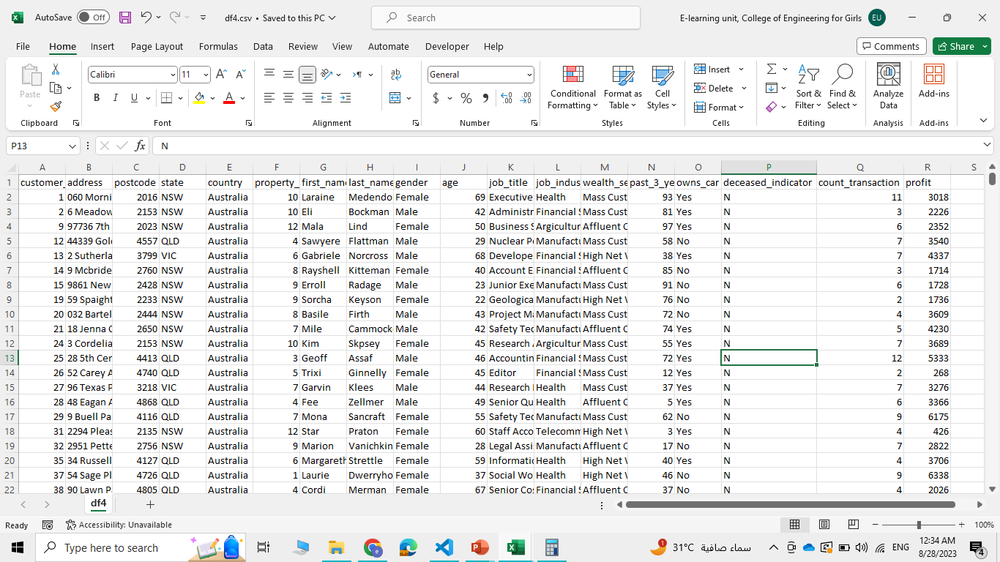 AutoSave Off df4.csv • Saved to this PC Search E-learning unit, College of Engineering for Girls EU
File Home Insert Page Layout Formulas Data Review View Automate Developer Help Comments Share
Calibri 11 General Insert
Paste B I U A ab $ % Conditional Format as Cell Delete Sort & Find & Analyze Add-ins
Formatting Table Styles Format Filter Select Data
Clipboard Font Alignment Number Styles Cells Editing Analysis Add-ins
P13 fx N
A B C D E F G H I J K L M N O P Q R S
1 customer_ address postcode state country property_ first_name last_name gender age job_title job_indus wealth_se past_3_ye owns_car deceased_indicator count_transaction profit
2 1 060 Morni 2016 NSW Australia 10 Laraine Medendo Female 69 Executive Health Mass Cust 93 Yes N 11 3018
3 2 6 Meadow 2153 NSW Australia 10 Eli Bockman Male 42 Administr Financial S Mass Cust 81 Yes N 3 2226
4 9 97736 7th 2023 NSW Australia 12 Mala Lind Female 50 Business S Argicultur Affluent C 97 Yes N 6 2352
5 12 44339 Gol 4557 QLD Australia 4 Sawyere Flattman Male 29 Nuclear P Manufactu Mass Cust 58 No N 7 3540
6 13 2 Sutherla 3799 VIC Australia 6 Gabriele Norcross Male 68 Develope Financial S High Net V 38 Yes N 7 4337
7 14 9 Mcbride 2760 NSW Australia 8 Rayshell Kitteman Female 40 Account E Financial S Affluent C 85 No N 3 1714
8 15 9861 New 2428 NSW Australia 9 Erroll Radage Male 23 Junior Exe Manufactu Mass Cust 91 No N 6 1728
9 19 59 Spaight 2233 NSW Australia 9 Sorcha Keyson Female 22 Geologica Manufactu High Net V 76 No N 2 1736
10 20 032 Bartel 2444 NSW Australia 8 Basile Firth Male 43 Project Ma Manufactu Mass Cust 72 No N 4 3609
11 21 18 Jenna C 2650 NSW Australia 7 Mile Cammock Male 42 Safety Tec Manufactu Affluent C 74 Yes N 5 4230
12 24 3 Cordelia 2153 NSW Australia 10 Kim Skpsey Female 45 Research A Argicultur Mass Cust 55 Yes N 7 3689
13 25 28 5th Cer 4413 QLD Australia 3 Geoff Assaf Male 46 Accountin Financial S Mass Cust 72 Yes N 12 5333
14 26 52 Carey A 4740 QLD Australia 5 Trixi Ginnelly Female 45 Editor Financial S Mass Cust 12 Yes N 2 268
15 27 96 Texas P 3218 VIC Australia 7 Garvin Klees Male 44 Research Health Mass Cust 37 Yes N 7 3276
16 28 48 Eagan A 4868 QLD Australia 4 Fee Zellmer Male 49 Senior Qu Health Affluent C 5 Yes N 6 3366
17 29 9 Buell Pa 4116 QLD Australia 7 Mona Sancraft Female 55 Safety Tec Manufactu Mass Cust 62 No N 9 6175
18 31 2294 Pleas 2135 NSW Australia 12 Star Praton Female 60 Staff Acco Telecomm High Net V 3 Yes N 4 426
19 32 2951 Pette 2756 NSW Australia 9 Marion Vanichkin Female 28 Legal Assi Manufactu Affluent C 17 No N 7 2822
20 35 34 Russell 4127 QLD Australia 6 Margareth Strettle Female 59 Informatio Health High Net V 40 Yes N 4 3706
21 37 54 Sage Pl 4726 QLD Australia 1 Laurie Dwerryho Female 37 Social Wo Health High Net V 46 No N 9 6338
22 38 90 Lawn P 4805 QLD Australia 4 Cordi Merman Female 67 Senior Cos Financial S Affluent C 37 No N 4 2026
df4
Ready Accessibility: Unavailable 100%
Type here to search 1 31°C سماء صافية ENG 12:34 AM 8/28/2023 4